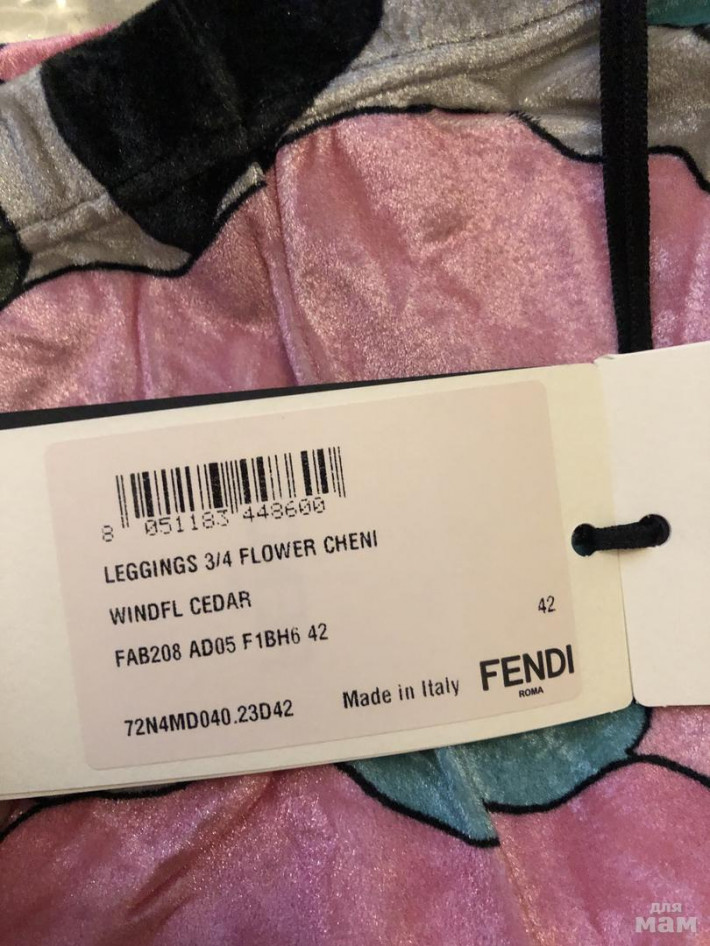 8 051183 448600
LEGGINGS 3/4 FLOWER CHENI
WINDFL CEDAR
FAB208 AD05 F1BH6 42
42
72N4MD040.23D42
Made in Italy
FENDI
ROMA
для
мам